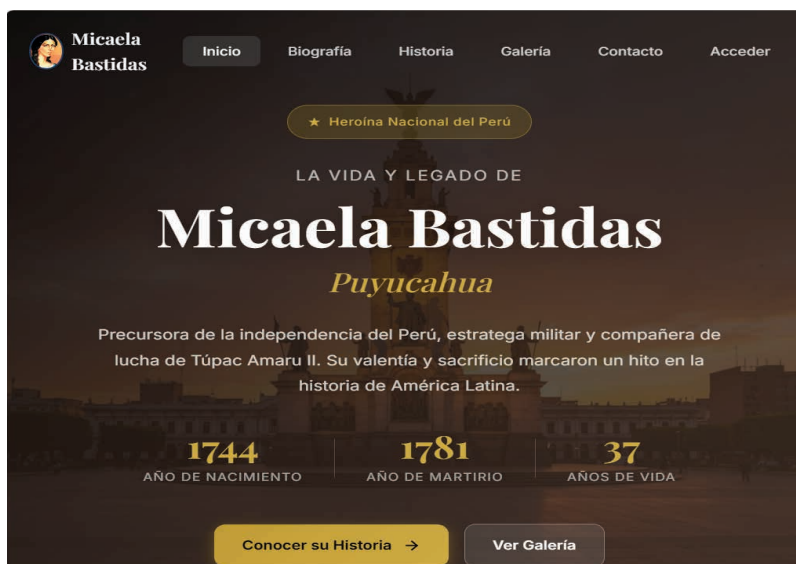 Micaela
Bastidas
Inicio
Biografía
Historia
Galería
Contacto
Acceder
★ Heroína Nacional del Perú
LA VIDA Y LEGADO DE
Micaela Bastidas
Puyucahua
Precursora de la independencia del Perú, estratega militar y compañera de
lucha de Túpac Amaru II. Su valentía y sacrificio marcaron un hito en la
historia de América Latina.
1744
AÑO DE NACIMIENTO
1781
AÑO DE MARTIRIO
37
AÑOS DE VIDA
Conocer su Historia →
Ver Galería